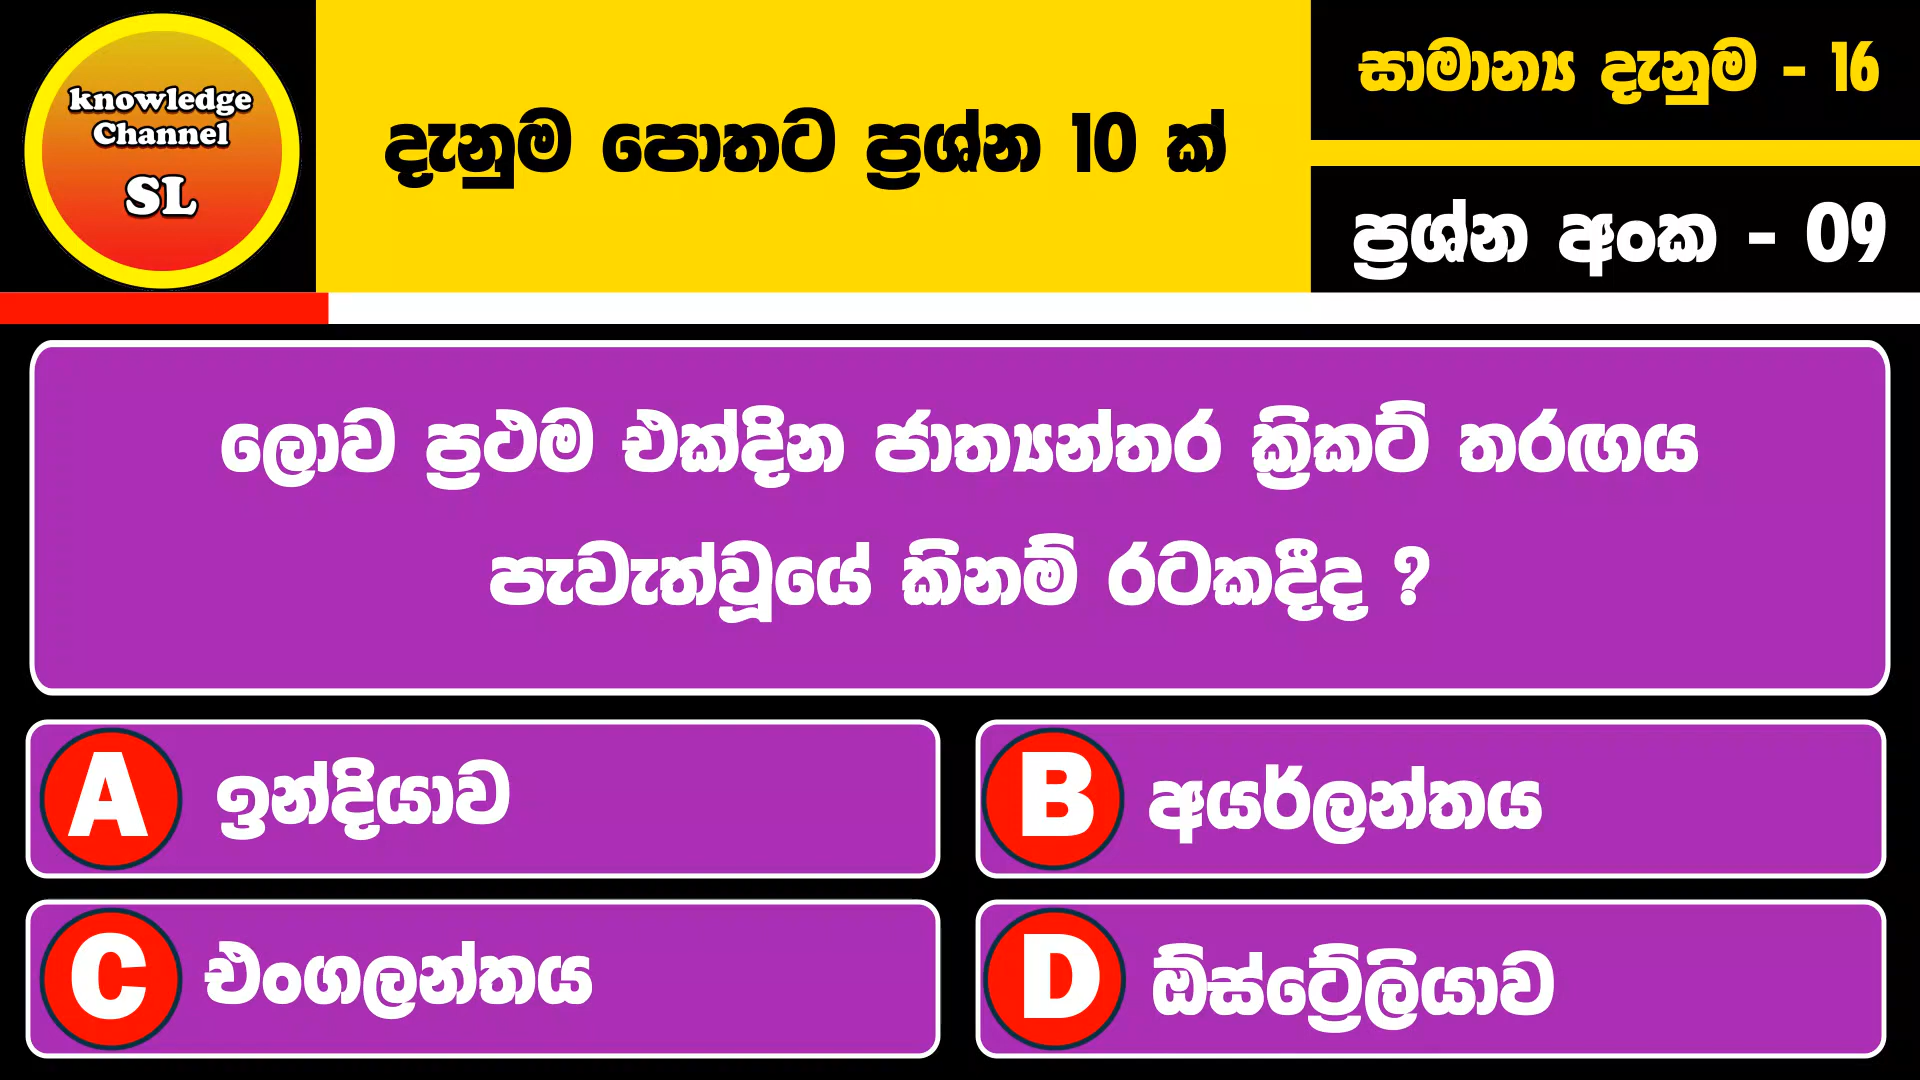 knowledge
Channel
SL
දැනුම පොතට ප්‍රශ්න 10 ක්
සාමාන්‍ය දැනුම - 16
ප්‍රශ්න අංක - 09
ලොව ප්‍රථම එක්දින ජාත්‍යන්තර ක්‍රිකට් තරඟය
පැවැත්වූයේ කිනම් රටකදීද ?
A ඉන්දියාව
B අයර්ලන්තය
C එංගලන්තය
D ඕස්ට්‍රේලියාව